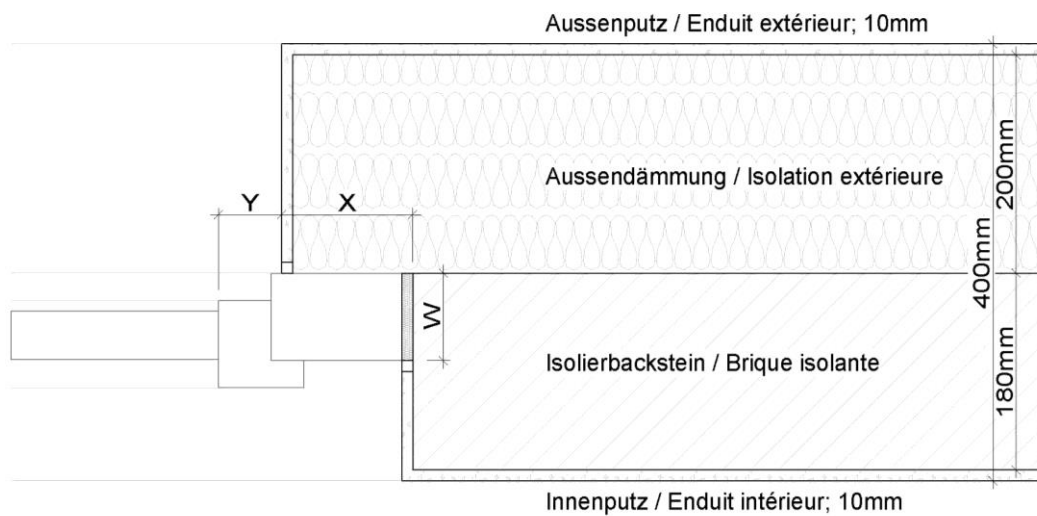 Aussenputz / Enduit extérieur; 10mm
Aussendämmung / Isolation extérieure
200mm
Y
X
400mm
W
Isolierbackstein / Brique isolante
180mm
Innenputz / Enduit intérieur; 10mm